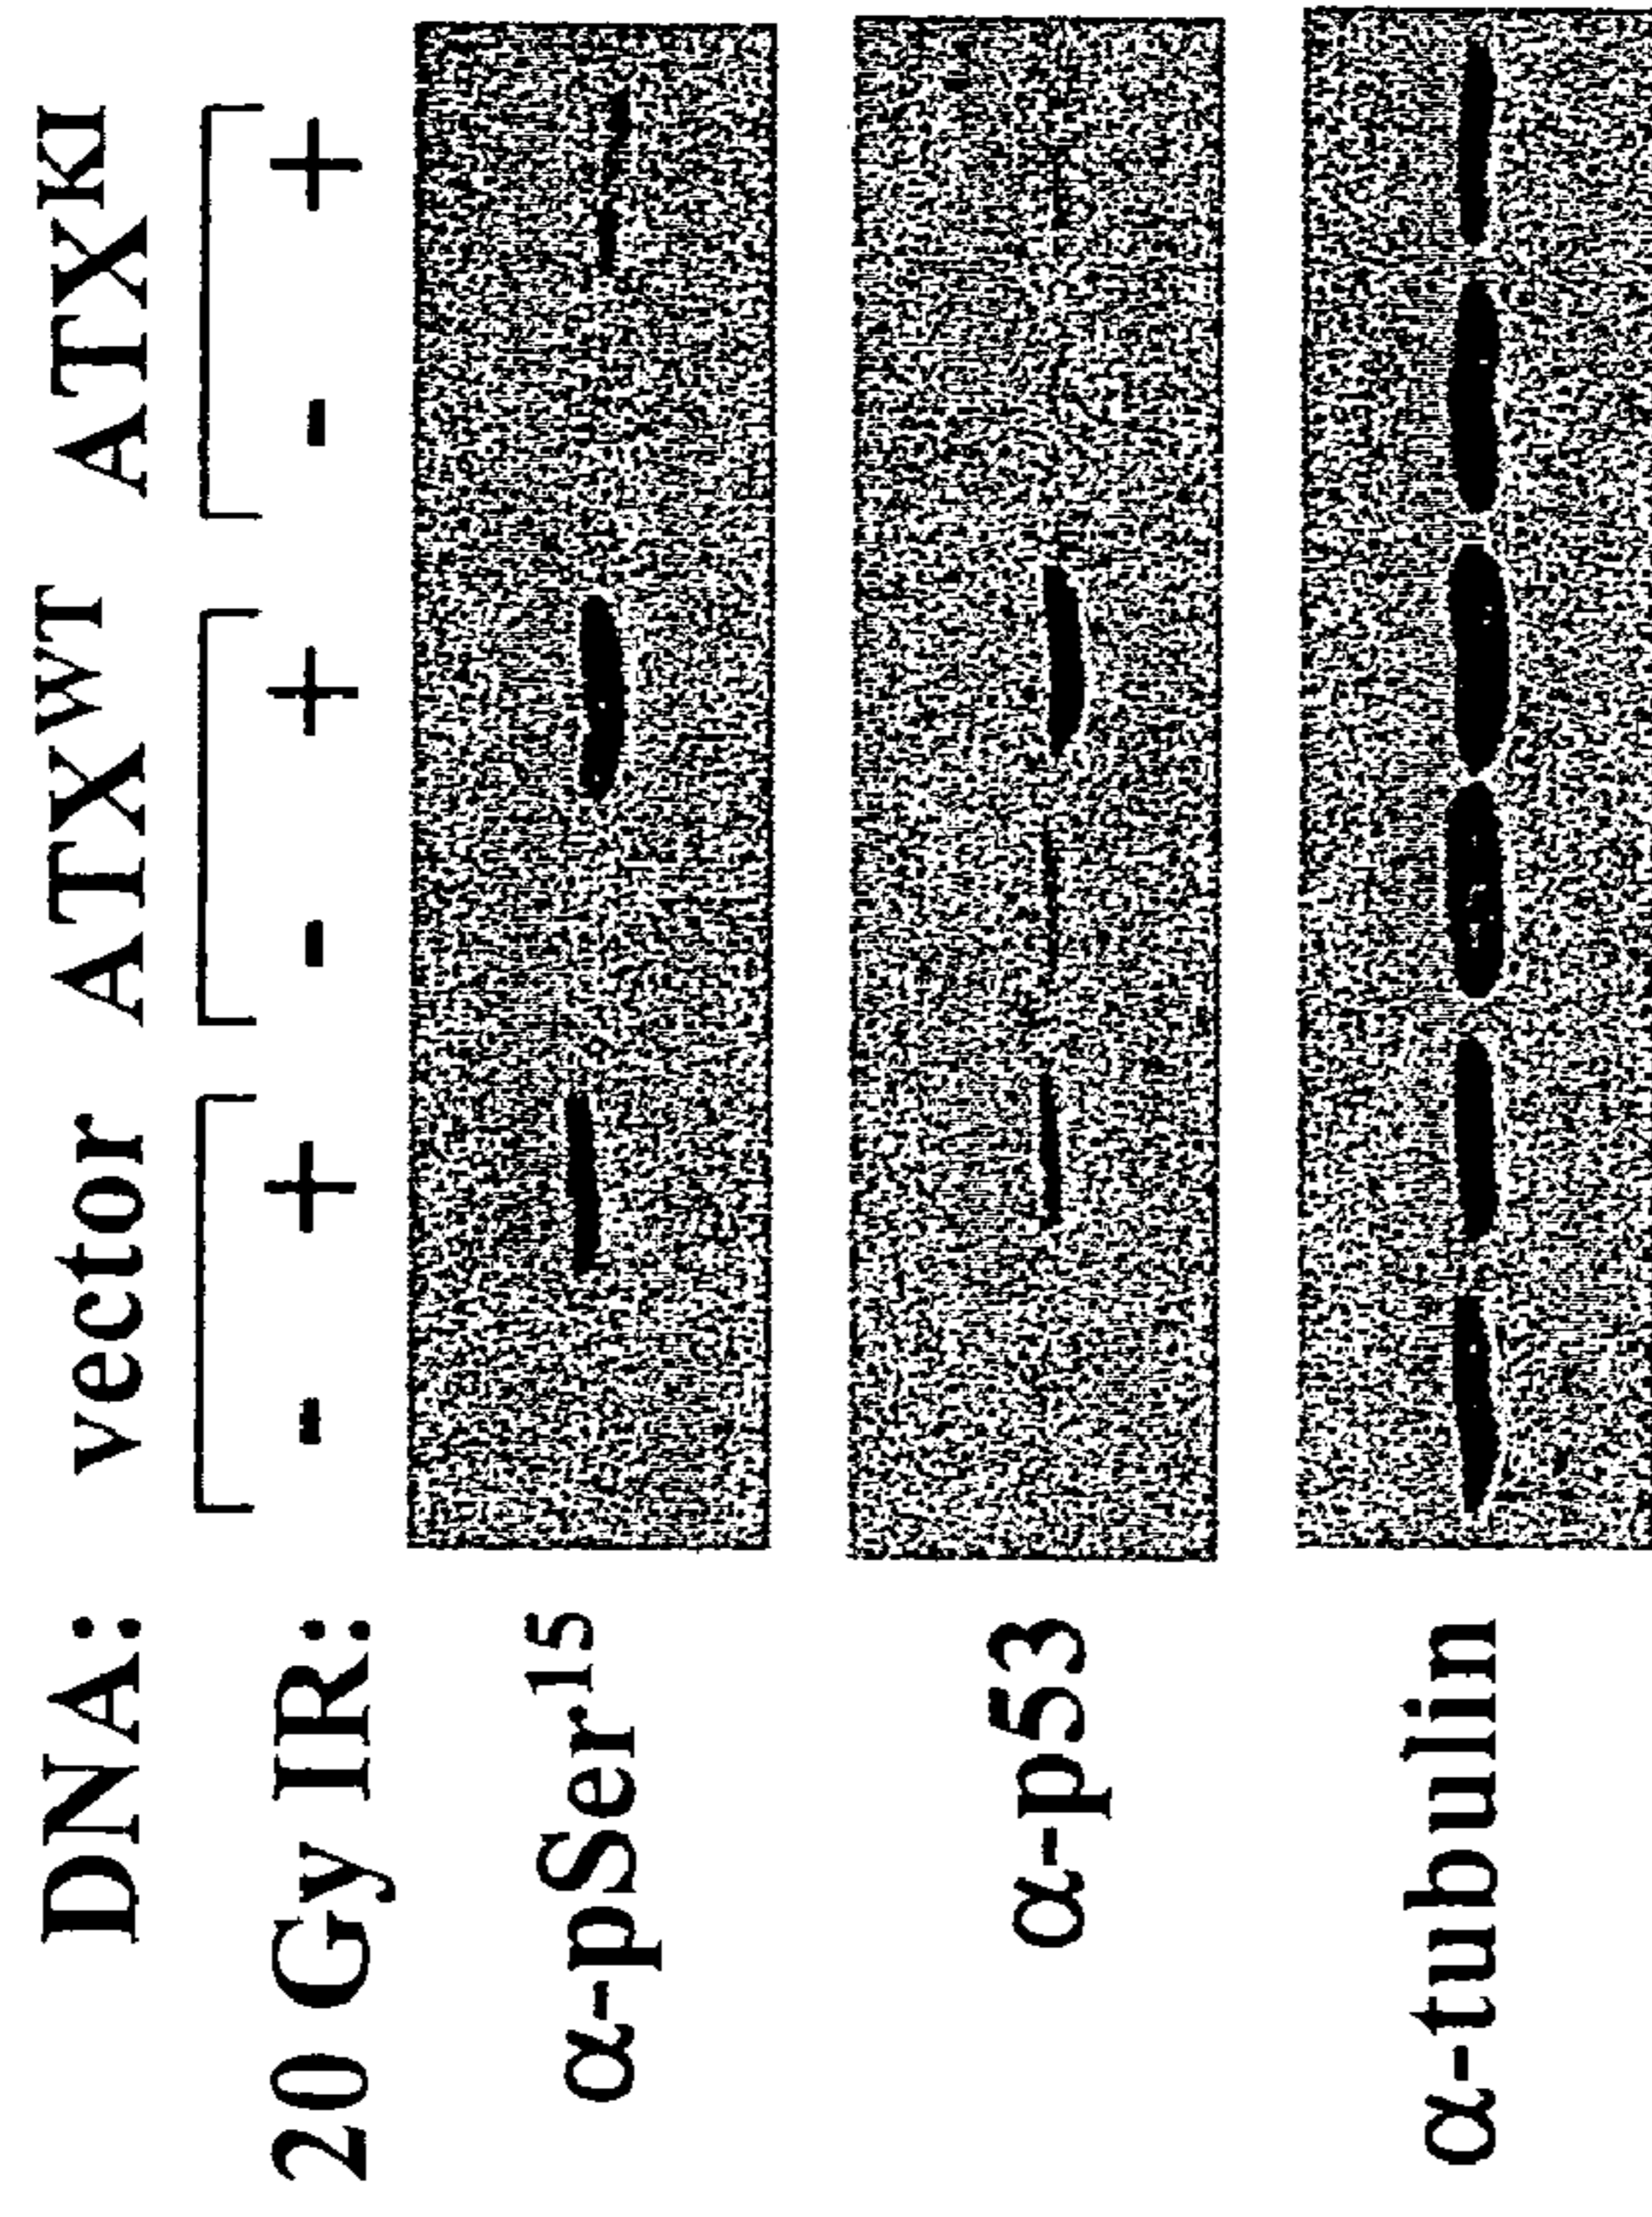 DNA: vector ATX^WT ATX^KI
20 Gy IR: - + - + - +
α-pSer^15
α-p53
α-tubulin